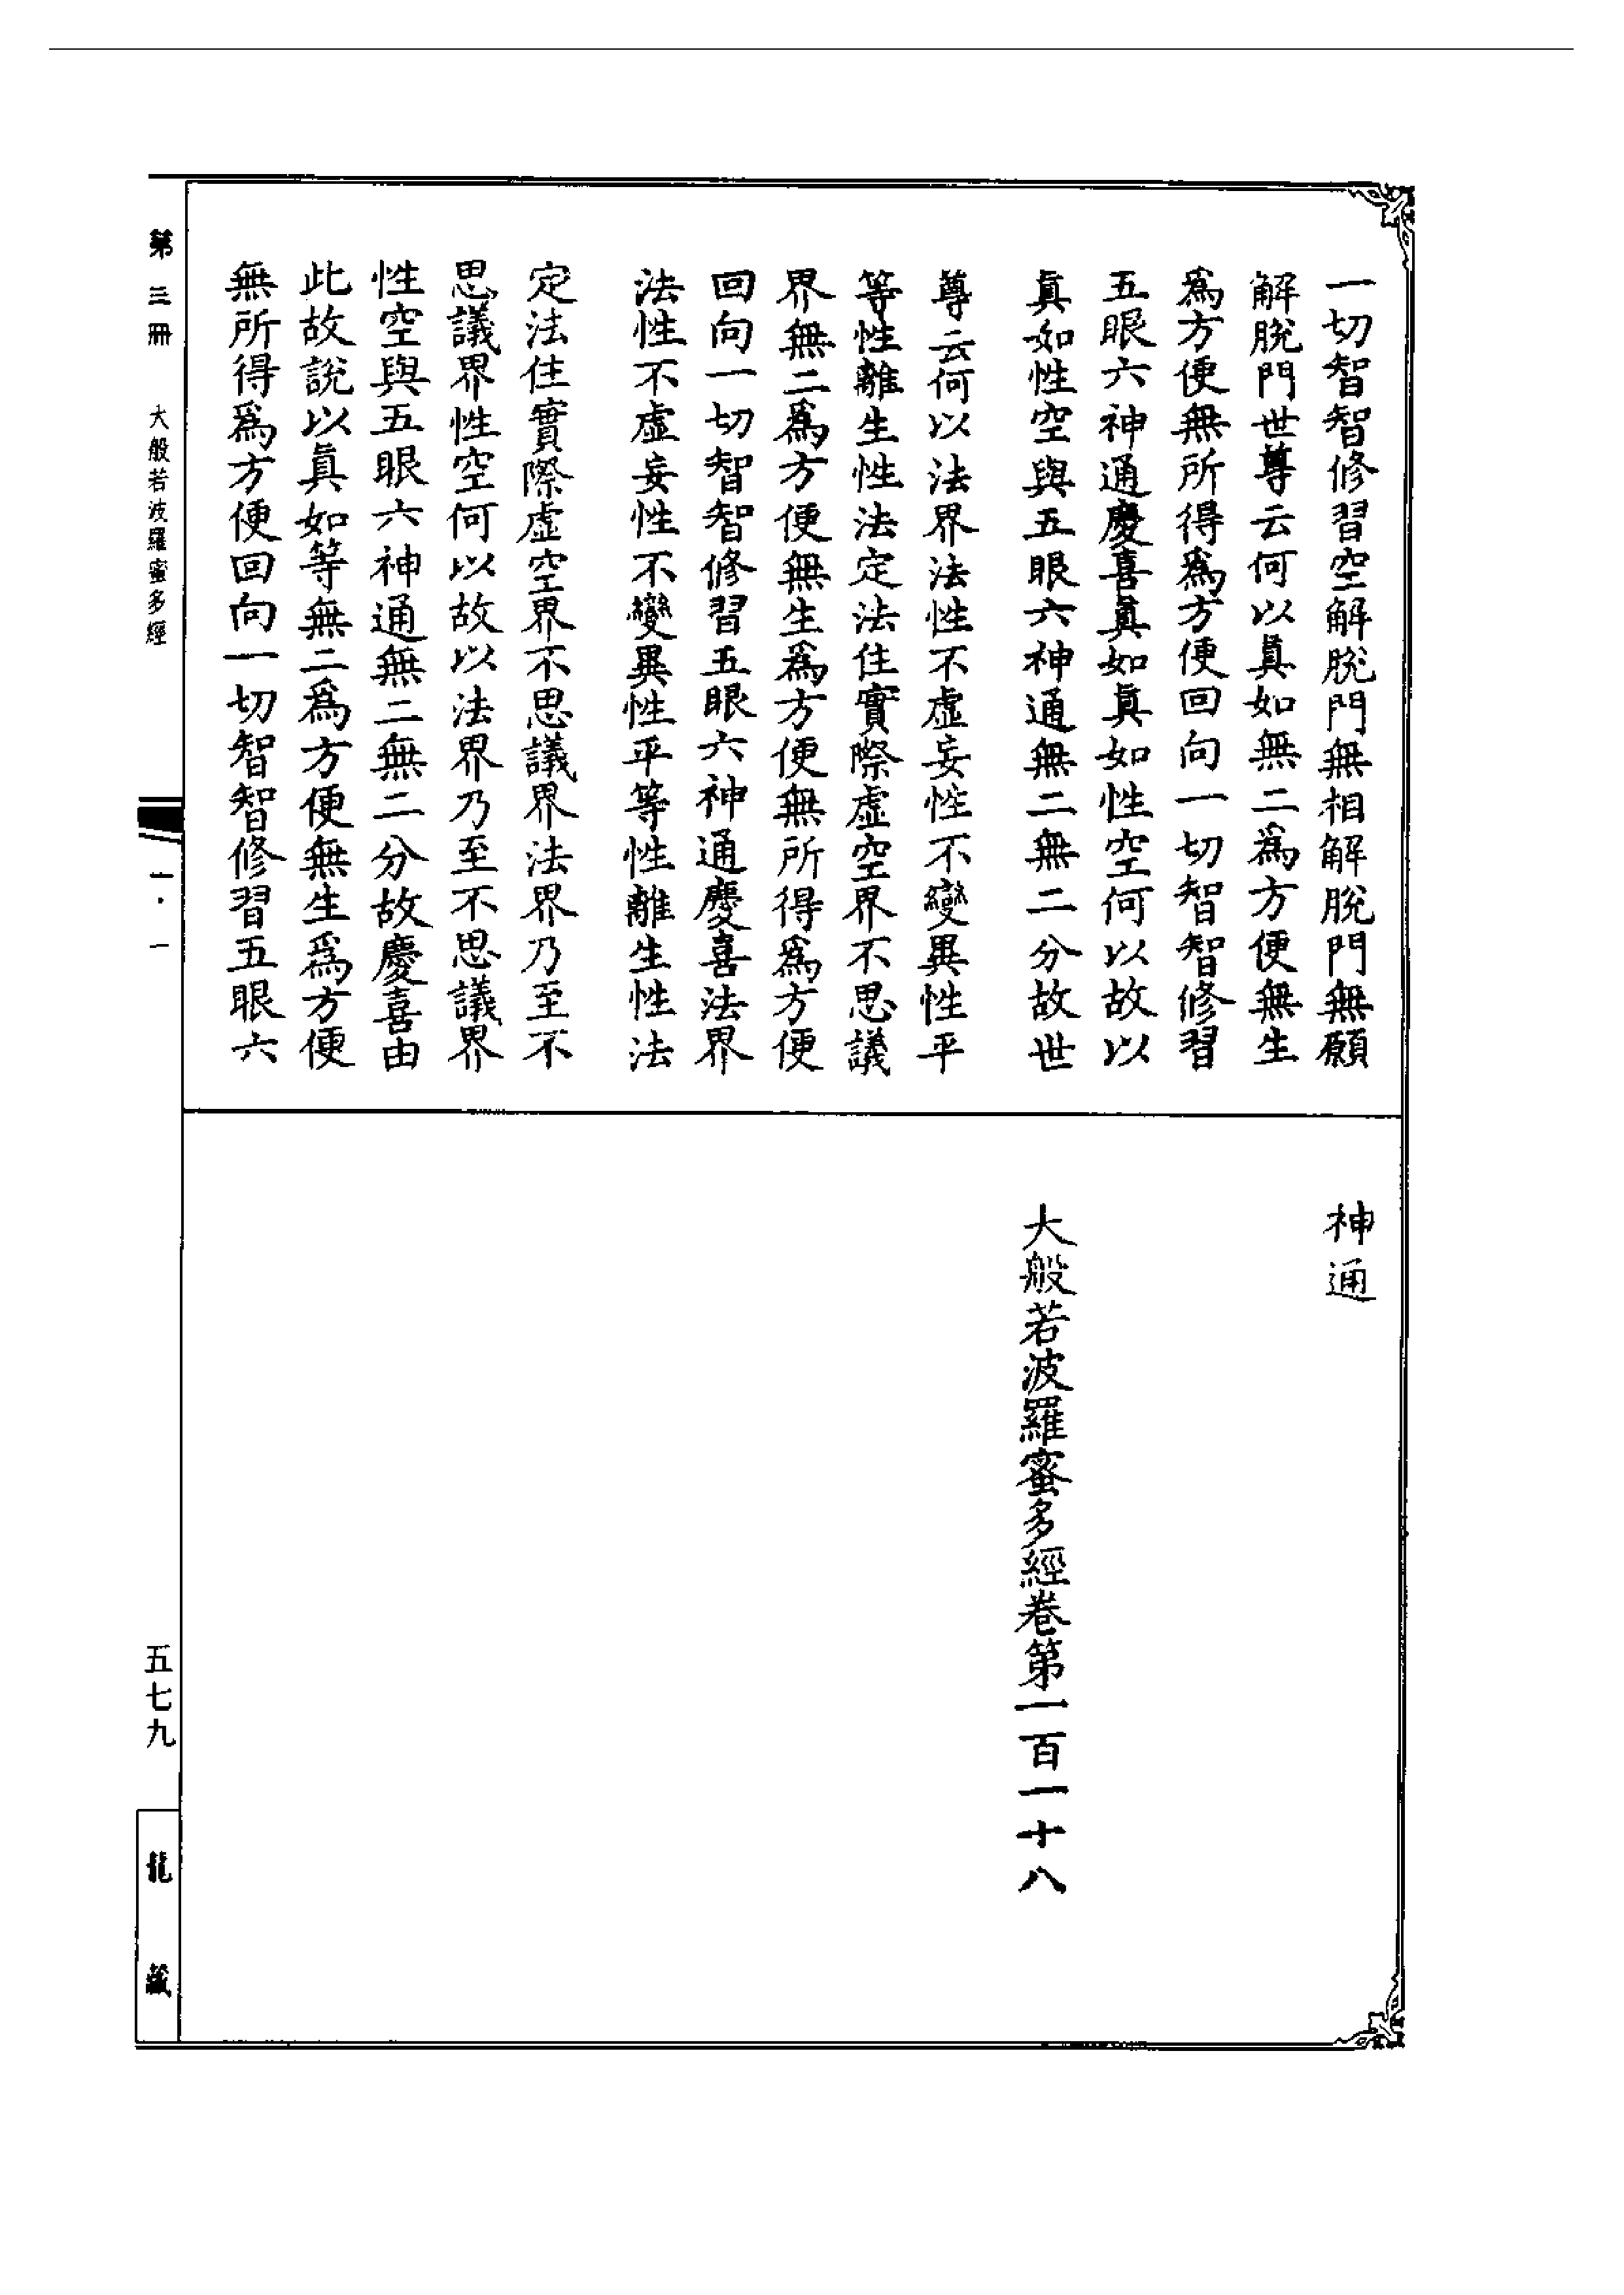 一切智智修習空解脫門無相解脫門無願
解脫門世尊云何以眞如無二爲方便無生
爲方便無所得爲方便回向一切智智修習
五眼六神通慶喜眞如眞如性空何以故以
眞如性空與五眼六神通無二無二分故世
尊云何以法界法性不虛妄性不變異性平
等性離生性法定法住實際虛空界不思議
界無二爲方便無生爲方便無所得爲方便
回向一切智智修習五眼六神通慶喜法界
法性不虛妄性不變異性平等性離生性法
定法住實際虛空界不思議界法界乃至不
思議界性空何以故以法界乃至不思議界
性空與五眼六神通無二無二分故慶喜由
此故說以眞如等無二爲方便無生爲方便
無所得爲方便回向一切智智修習五眼六
神通
大般若波羅蜜多經卷第一百一十八
第三冊 大般若波羅蜜多經 一·一 五七九 龍藏